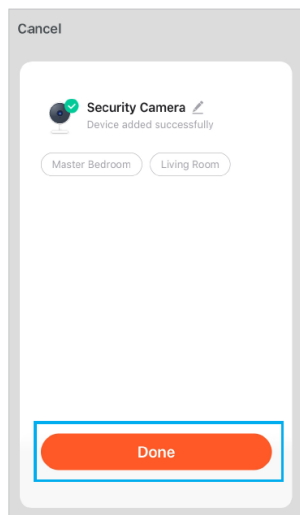 Cancel
Security Camera
Device added successfully
Master Bedroom Living Room
Done